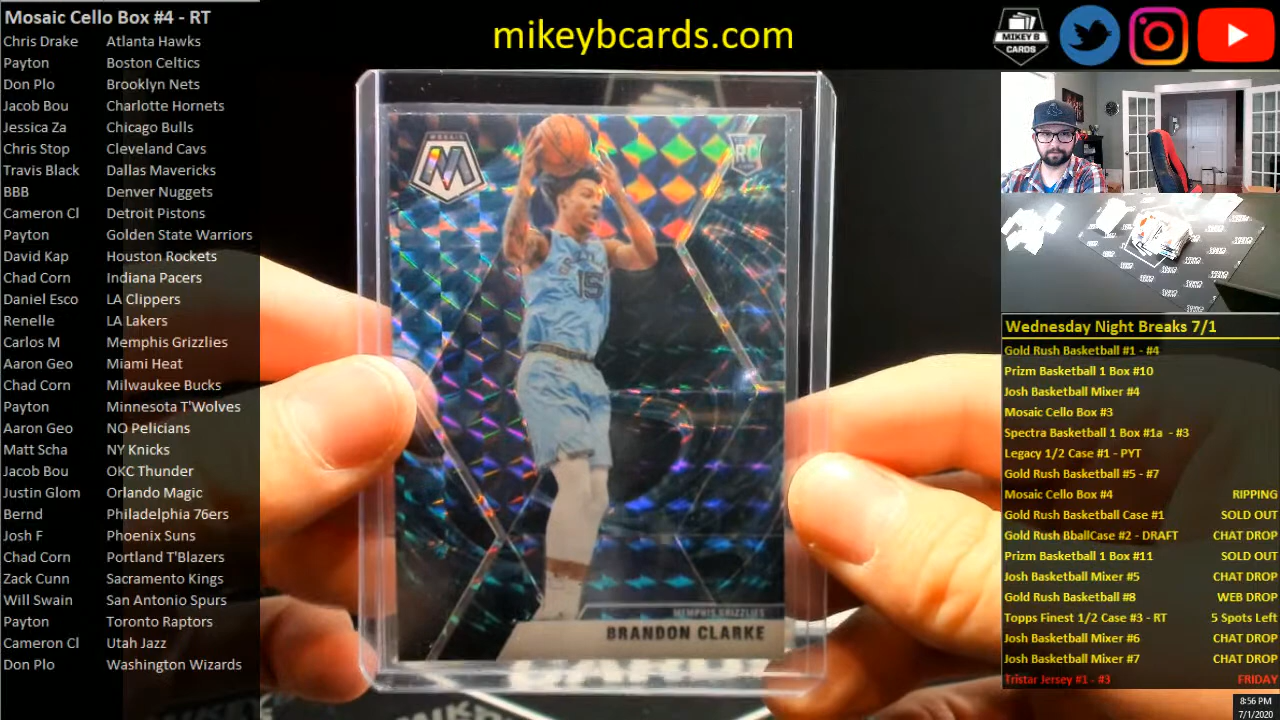 Mosaic Cello Box #4 - RT
Chris Drake Atlanta Hawks
Payton Boston Celtics
Don Plo Brooklyn Nets
Jacob Bou Charlotte Hornets
Jessica Za Chicago Bulls
Chris Stop Cleveland Cavs
Travis Black Dallas Mavericks
BBB Denver Nuggets
Cameron Cl Detroit Pistons
Payton Golden State Warriors
David Kap Houston Rockets
Chad Corn Indiana Pacers
Daniel Esco LA Clippers
Renelle LA Lakers
Carlos M Memphis Grizzlies
Aaron Geo Miami Heat
Chad Corn Milwaukee Bucks
Payton Minnesota T'Wolves
Aaron Geo NO Pelicians
Matt Scha NY Knicks
Jacob Bou OKC Thunder
Justin Glom Orlando Magic
Bernd Philadelphia 76ers
Josh F Phoenix Suns
Chad Corn Portland T'Blazers
Zack Cunn Sacramento Kings
Will Swain San Antonio Spurs
Payton Toronto Raptors
Cameron Cl Utah Jazz
Don Plo Washington Wizards
mikeybcards.com
MIKEY B
CARDS
MOSAIC
M
RC
15
MEMPHIS GRIZZLIES
BRANDON CLARKE
Wednesday Night Breaks 7/1
Gold Rush Basketball #1 - #4
Prizm Basketball 1 Box #10
Josh Basketball Mixer #4
Mosaic Cello Box #3
Spectra Basketball 1 Box #1a - #3
Legacy 1/2 Case #1 - PYT
Gold Rush Basketball #5 - #7
Mosaic Cello Box #4 RIPPING
Gold Rush Basketball Case #1 SOLD OUT
Gold Rush BballCase #2 - DRAFT CHAT DROP
Prizm Basketball 1 Box #11 SOLD OUT
Josh Basketball Mixer #5 CHAT DROP
Gold Rush Basketball #8 WEB DROP
Topps Finest 1/2 Case #3 - RT 5 Spots Left
Josh Basketball Mixer #6 CHAT DROP
Josh Basketball Mixer #7 CHAT DROP
Tristar Jersey #1 - #3 FRIDAY
8:56 PM
7/1/2020